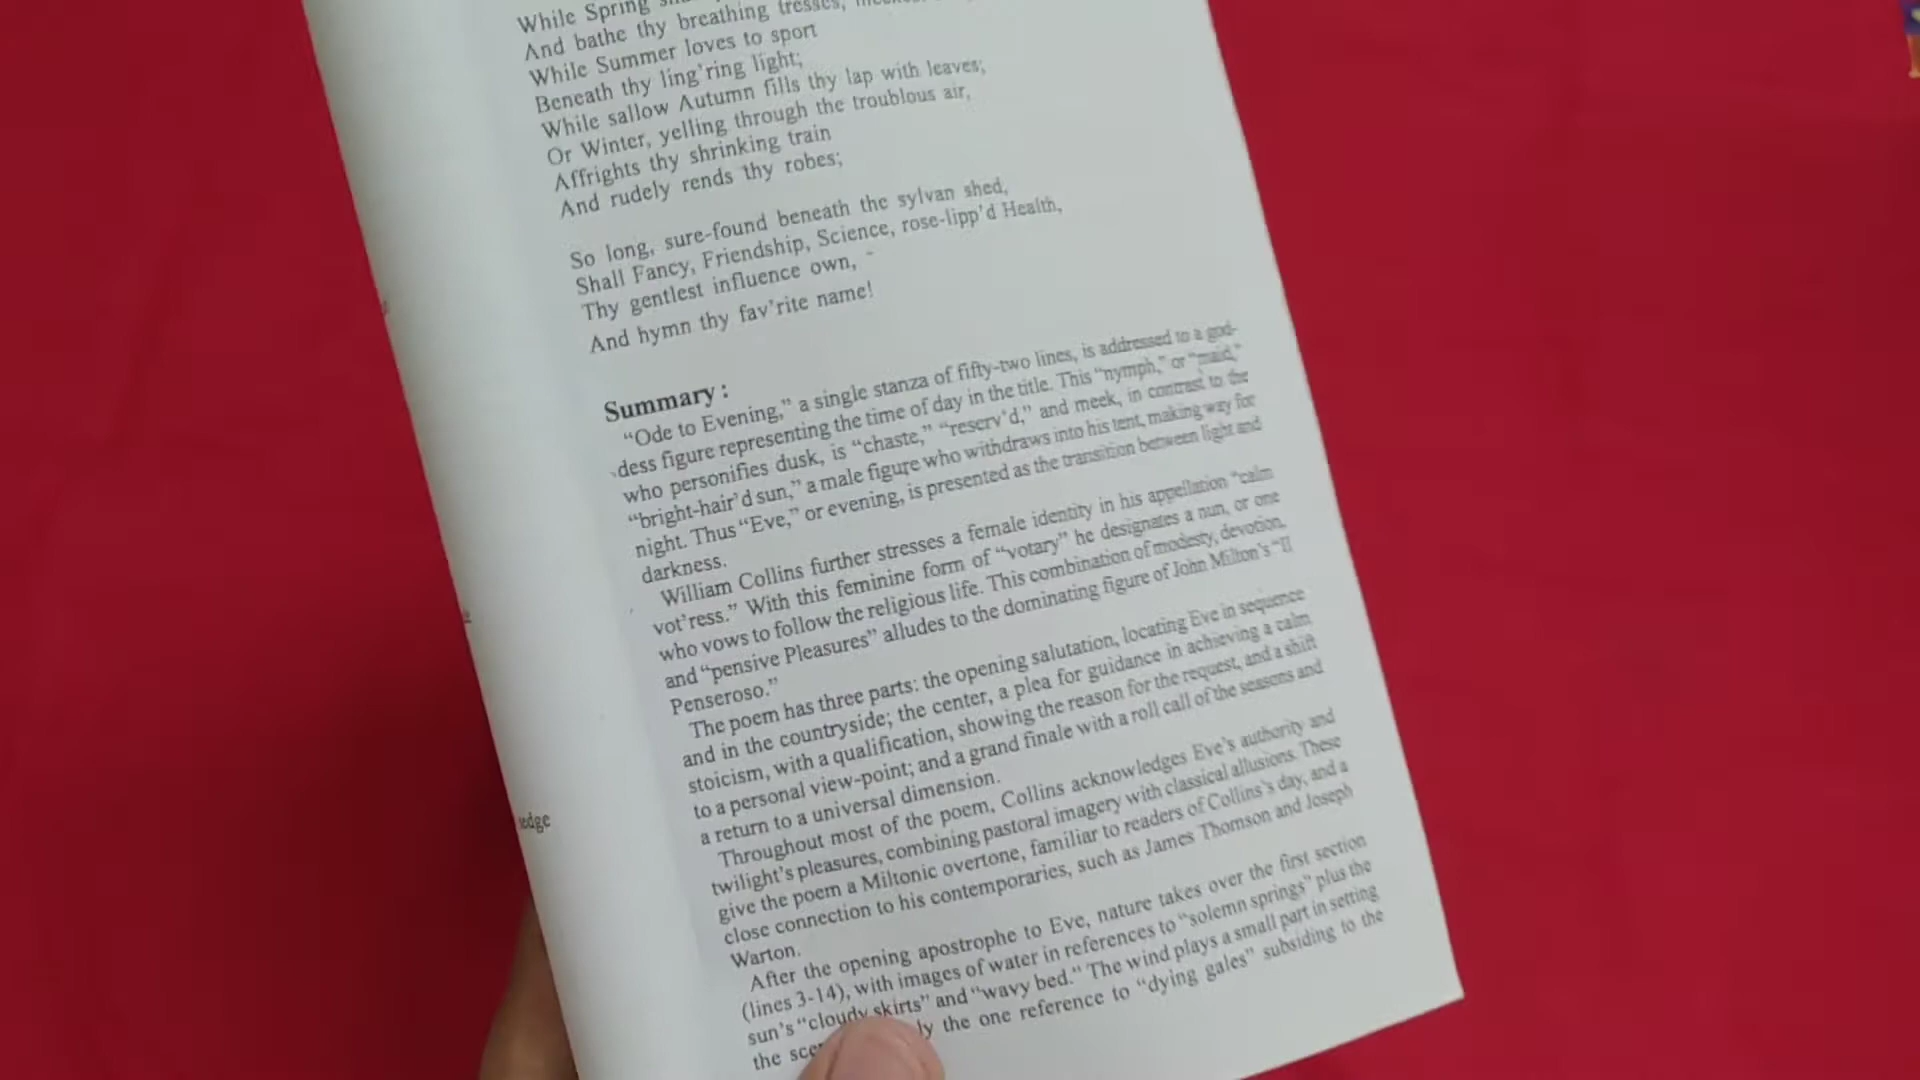 While Spring
And bathe thy breathing tresses,
While Summer loves to sport
Beneath thy ling'ring light;
While sallow Autumn fills thy lap with leaves;
Or Winter, yelling through the troublous air,
Affrights thy shrinking train
And rudely rends thy robes;
So long, sure-found beneath the sylvan shed,
Shall Fancy, Friendship, Science, rose-lipp'd Health,
Thy gentlest influence own,
And hymn thy fav'rite name!
Summary :
“Ode to Evening,” a single stanza of fifty-two lines, is addressed to a god-
dess figure representing the time of day in the title. This “nymph,” or “maid,”
who personifies dusk, is “chaste,” “reserv'd,” and meek, in contrast to the
“bright-hair'd sun,” a male figure who withdraws into his tent, making way for
night. Thus “Eve,” or evening, is presented as the transition between light and
darkness.
William Collins further stresses a female identity in his appellation “calm
vot'ress.” With this feminine form of “votary” he designates a nun, or one
who vows to follow the religious life. This combination of modesty, devotion,
and “pensive Pleasures” alludes to the dominating figure of John Milton's “Il
Penseroso.”
The poem has three parts: the opening salutation, locating Eve in sequence
and in the countryside; the center, a plea for guidance in achieving a calm
stoicism, with a qualification, showing the reason for the request, and a shift
to a personal view-point; and a grand finale with a roll call of the seasons and
a return to a universal dimension.
Throughout most of the poem, Collins acknowledges Eve's authority and
twilight's pleasures, combining pastoral imagery with classical allusions. These
give the poem a Miltonic overtone, familiar to readers of Collins's day, and a
close connection to his contemporaries, such as James Thomson and Joseph
Warton.
After the opening apostrophe to Eve, nature takes over the first section
(lines 3-14), with images of water in references to “solemn springs” plus the
sun's “cloudy skirts” and “wavy bed.” The wind plays a small part in setting
the the one reference to “dying gales” subsiding to the